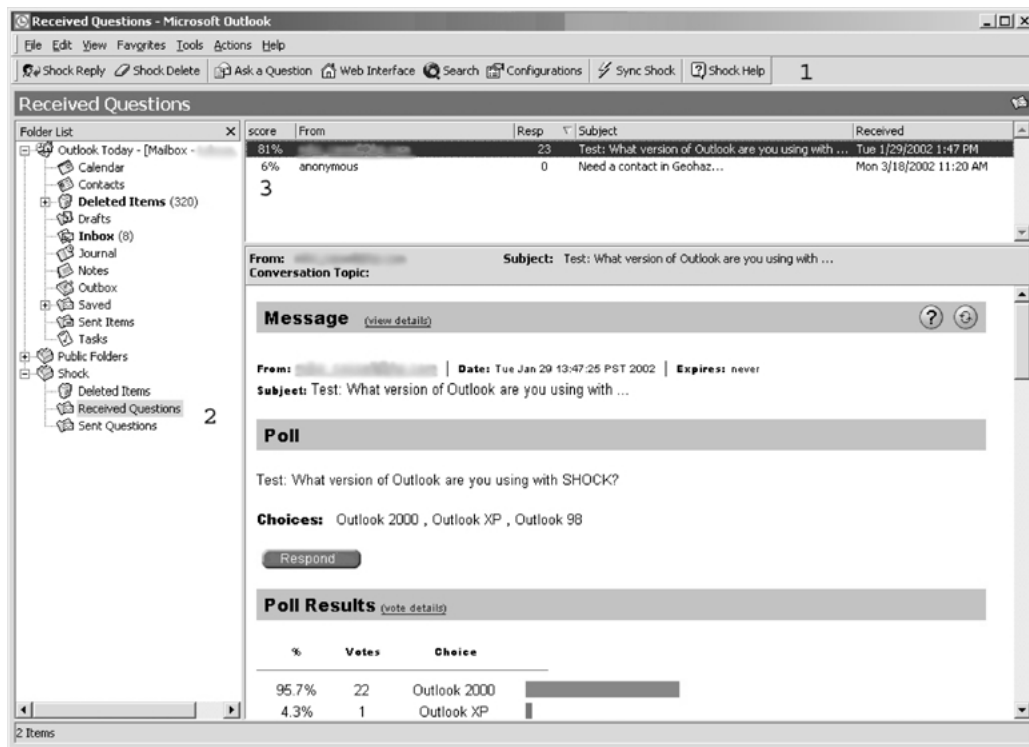 Received Questions - Microsoft Outlook
File Edit View Favorites Tools Actions Help
Shock Reply Shock Delete Ask a Question Web Interface Search Configurations Sync Shock Shock Help 1
Received Questions
Folder List
Outlook Today - [Mailbox -
Calendar
Contacts
Deleted Items (320)
Drafts
Inbox (8)
Journal
Notes
Outbox
Saved
Sent Items
Tasks
Public Folders
Shock
Deleted Items
Received Questions
Sent Questions
2
score From Resp Subject Received
81% 23 Test: What version of Outlook are you using with ... Tue 1/29/2002 1:47 PM
6% anonymous 0 Need a contact in Geohaz... Mon 3/18/2002 11:20 AM
3
From: Subject: Test: What version of Outlook are you using with ...
Conversation Topic:
Message (view details) ?
From: Date: Tue Jan 29 13:47:25 PST 2002 Expires: never
Subject: Test: What version of Outlook are you using with ...
Poll
Test: What version of Outlook are you using with SHOCK?
Choices: Outlook 2000 , Outlook XP , Outlook 98
Respond
Poll Results (vote details)
% Votes Choice
95.7% 22 Outlook 2000
4.3% 1 Outlook XP
2 Items